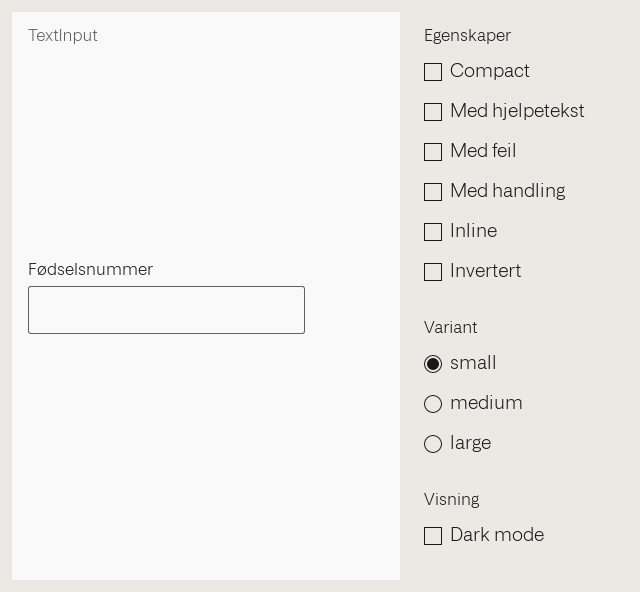 TextInput
Fødselsnummer
Egenskaper
Compact
Med hjelpetekst
Med feil
Med handling
Inline
Invertert
Variant
small
medium
large
Visning
Dark mode